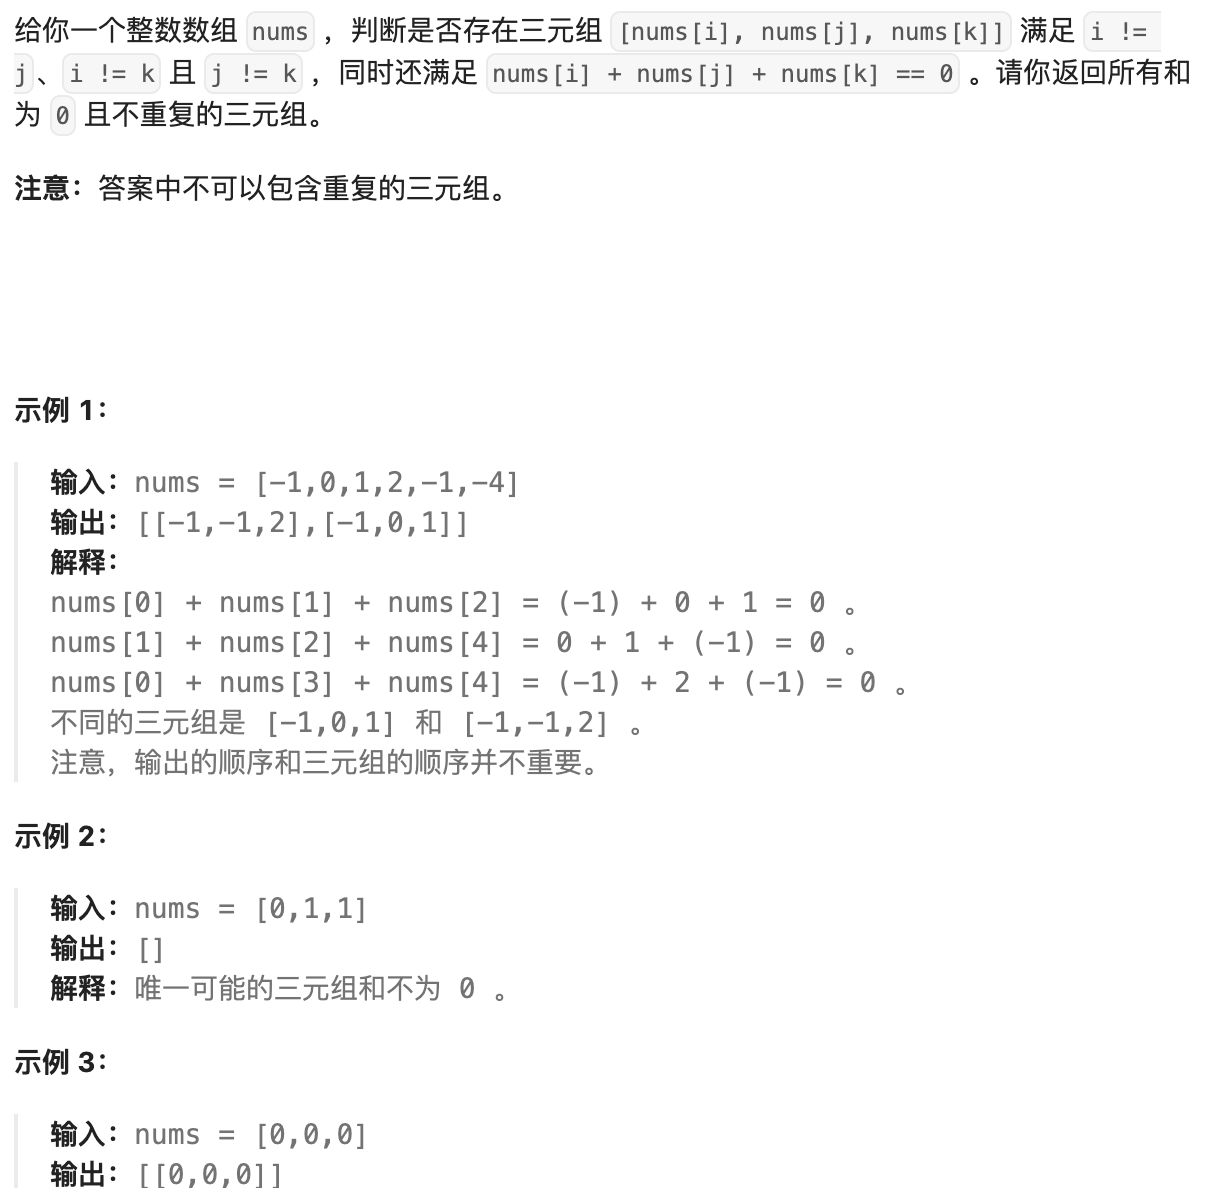 给你一个整数数组 nums ，判断是否存在三元组 [nums[i], nums[j], nums[k]] 满足 i !=
j 、i != k 且 j != k ，同时还满足 nums[i] + nums[j] + nums[k] == 0 。请你返回所有和
为 0 且不重复的三元组。
注意：答案中不可以包含重复的三元组。
示例 1：
输入：nums = [-1,0,1,2,-1,-4]
输出：[[-1,-1,2],[-1,0,1]]
解释：
nums[0] + nums[1] + nums[2] = (-1) + 0 + 1 = 0 。
nums[1] + nums[2] + nums[4] = 0 + 1 + (-1) = 0 。
nums[0] + nums[3] + nums[4] = (-1) + 2 + (-1) = 0 。
不同的三元组是 [-1,0,1] 和 [-1,-1,2] 。
注意，输出的顺序和三元组的顺序并不重要。
示例 2：
输入：nums = [0,1,1]
输出：[]
解释：唯一可能的三元组和不为 0 。
示例 3：
输入：nums = [0,0,0]
输出：[[0,0,0]]